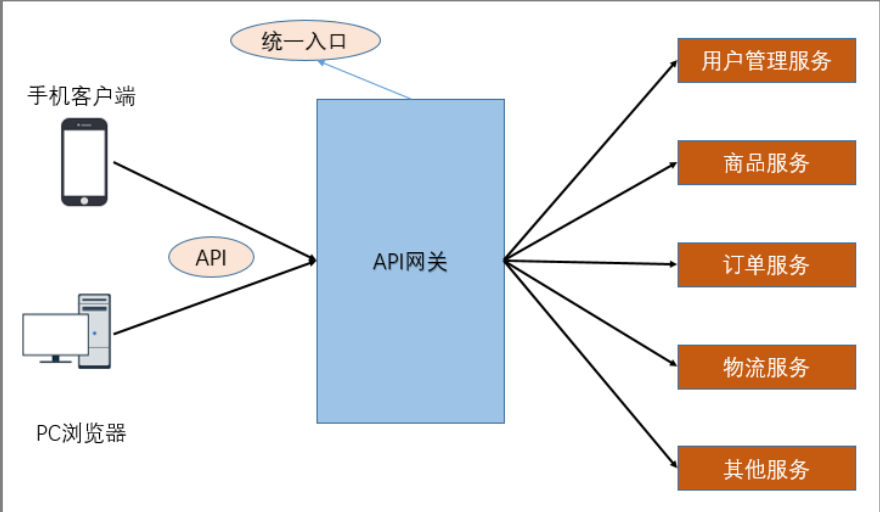 统一入口
手机客户端
API
PC浏览器
API网关
用户管理服务
商品服务
订单服务
物流服务
其他服务